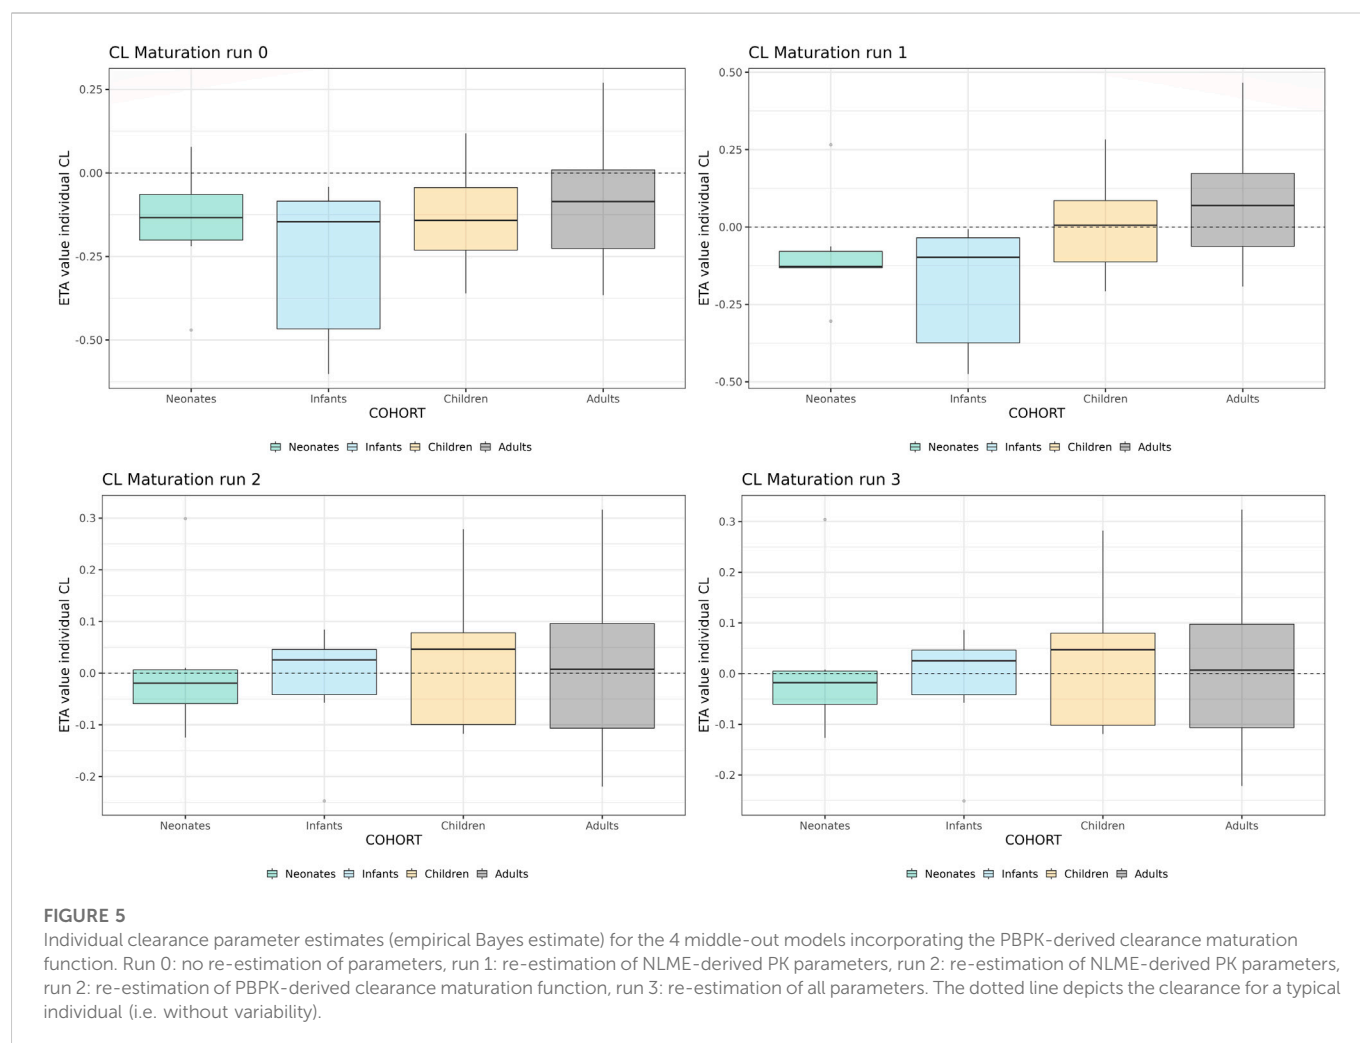 CL Maturation run 0
ETA value individual CL
0.25
0.00
-0.25
-0.50
Neonates Infants Children Adults
COHORT
Neonates Infants Children Adults
CL Maturation run 1
ETA value individual CL
0.50
0.25
0.00
-0.25
-0.50
Neonates Infants Children Adults
COHORT
Neonates Infants Children Adults
CL Maturation run 2
ETA value individual CL
0.3
0.2
0.1
0.0
-0.1
-0.2
Neonates Infants Children Adults
COHORT
Neonates Infants Children Adults
CL Maturation run 3
ETA value individual CL
0.3
0.2
0.1
0.0
-0.1
-0.2
Neonates Infants Children Adults
COHORT
Neonates Infants Children Adults
FIGURE 5
Individual clearance parameter estimates (empirical Bayes estimate) for the 4 middle-out models incorporating the PBPK-derived clearance maturation
function. Run 0: no re-estimation of parameters, run 1: re-estimation of NLME-derived PK parameters, run 2: re-estimation of NLME-derived PK parameters,
run 2: re-estimation of PBPK-derived clearance maturation function, run 3: re-estimation of all parameters. The dotted line depicts the clearance for a typical
individual (i.e. without variability).